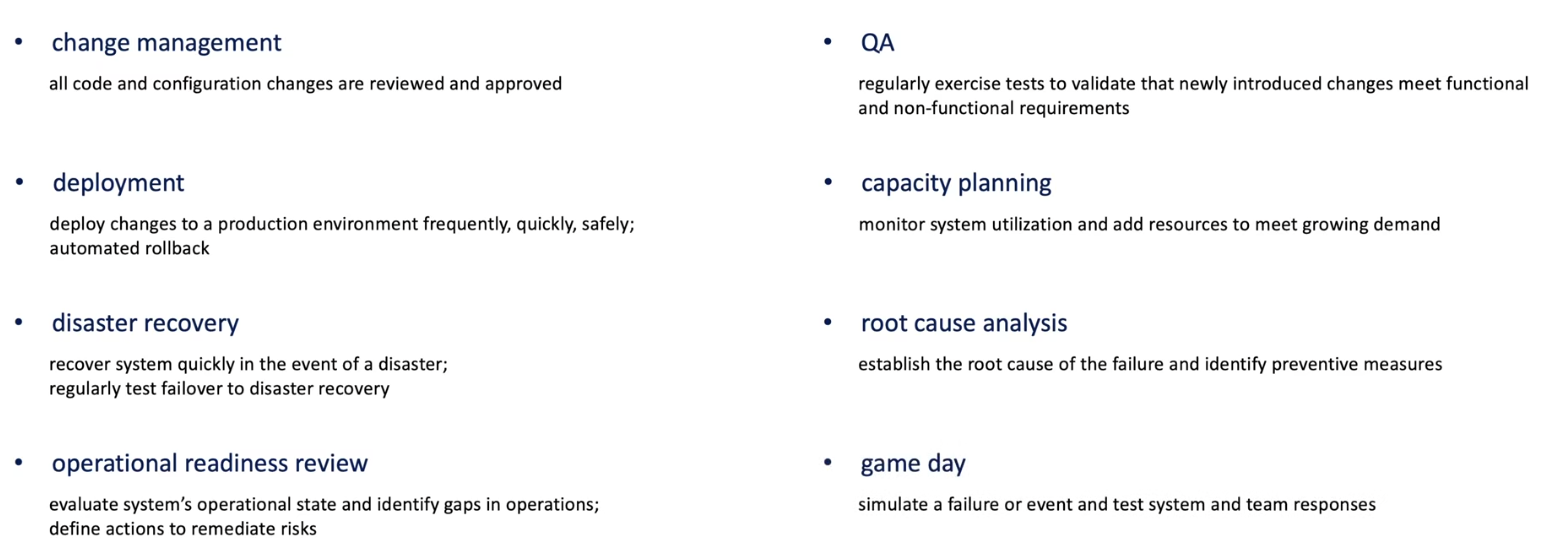 • change management
all code and configuration changes are reviewed and approved
• deployment
deploy changes to a production environment frequently, quickly, safely;
automated rollback
• disaster recovery
recover system quickly in the event of a disaster;
regularly test failover to disaster recovery
• operational readiness review
evaluate system's operational state and identify gaps in operations;
define actions to remediate risks
• QA
regularly exercise tests to validate that newly introduced changes meet functional
and non-functional requirements
• capacity planning
monitor system utilization and add resources to meet growing demand
• root cause analysis
establish the root cause of the failure and identify preventive measures
• game day
simulate a failure or event and test system and team responses